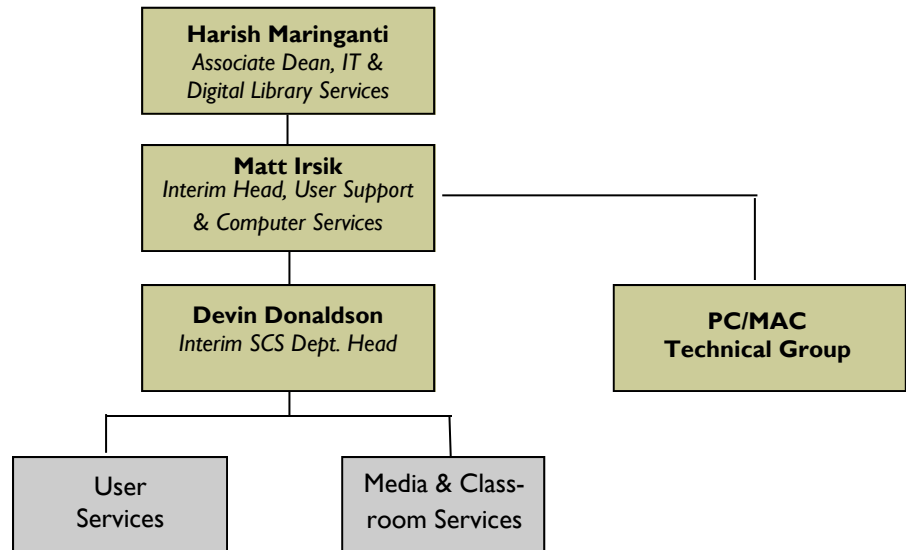 Harish Maringanti
Associate Dean, IT &
Digital Library Services
Matt Irsik
Interim Head, User Support
& Computer Services
Devin Donaldson
Interim SCS Dept. Head
PC/MAC
Technical Group
User
Services
Media & Class-
room Services